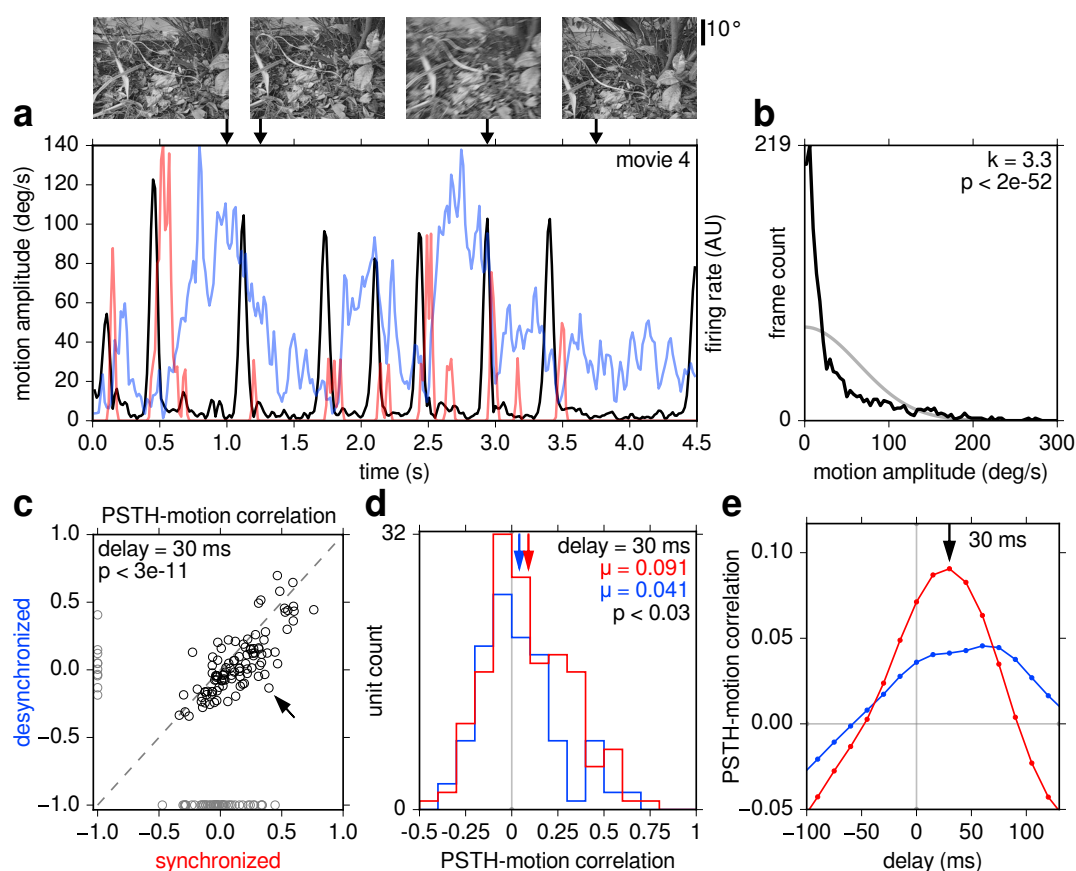 10°
a
140
120
100
80
60
40
20
0
motion amplitude (deg/s)
movie 4
firing rate (AU)
0.0 0.5 1.0 1.5 2.0 2.5 3.0 3.5 4.0 4.5
time (s)
b
219
0
frame count
k = 3.3
p < 2e-52
0 100 200 300
motion amplitude (deg/s)
c
PSTH-motion correlation
delay = 30 ms
p < 3e-11
1.0
0.5
0.0
−0.5
−1.0
desynchronized
−1.0 −0.5 0.0 0.5 1.0
synchronized
d
32
0
unit count
delay = 30 ms
μ = 0.091
μ = 0.041
p < 0.03
-0.5 -0.25 0 0.25 0.5 0.75 1
PSTH-motion correlation
e
30 ms
0.10
0.05
0.00
−0.05
PSTH-motion correlation
−100 −50 0 50 100
delay (ms)